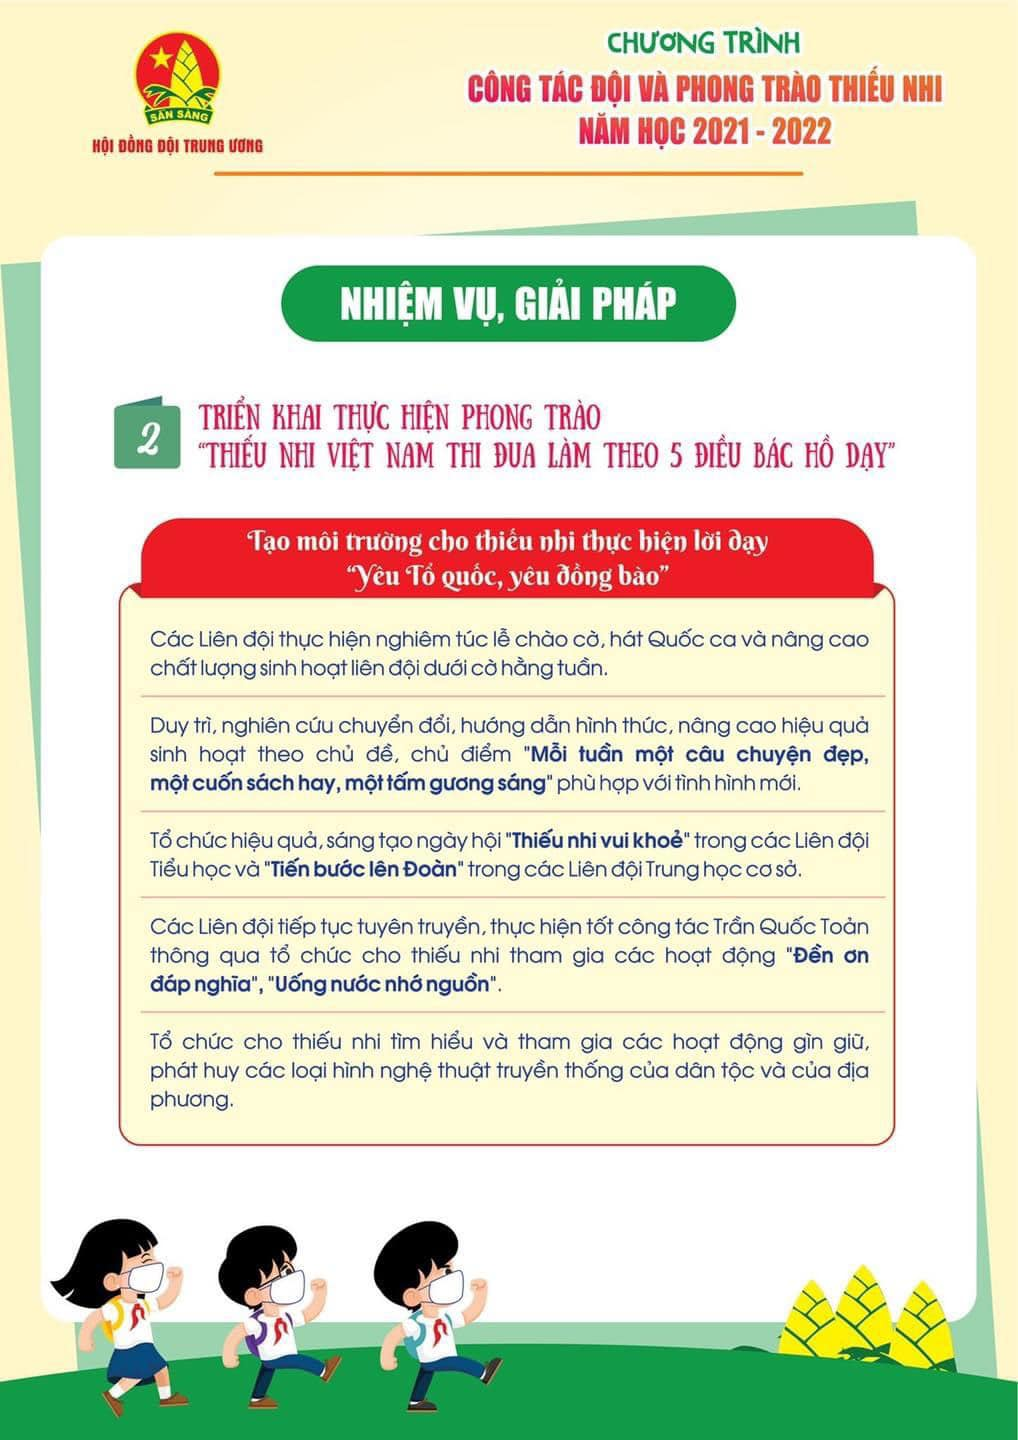 SẴN SÀNG
HỘI ĐỒNG ĐỘI TRUNG ƯƠNG
CHƯƠNG TRÌNH
CÔNG TÁC ĐỘI VÀ PHONG TRÀO THIẾU NHI
NĂM HỌC 2021 - 2022
NHIỆM VỤ, GIẢI PHÁP
2
TRIỂN KHAI THỰC HIỆN PHONG TRÀO
“THIẾU NHI VIỆT NAM THI ĐUA LÀM THEO 5 ĐIỀU BÁC HỒ DẠY”
Tạo môi trường cho thiếu nhi thực hiện lời dạy
“Yêu Tổ quốc, yêu đồng bào”
Các Liên đội thực hiện nghiêm túc lễ chào cờ, hát Quốc ca và nâng cao
chất lượng sinh hoạt liên đội dưới cờ hằng tuần.
Duy trì, nghiên cứu chuyển đổi, hướng dẫn hình thức, nâng cao hiệu quả
sinh hoạt theo chủ đề, chủ điểm "Mỗi tuần một câu chuyện đẹp,
một cuốn sách hay, một tấm gương sáng" phù hợp với tình hình mới.
Tổ chức hiệu quả, sáng tạo ngày hội "Thiếu nhi vui khoẻ" trong các Liên đội
Tiểu học và "Tiến bước lên Đoàn" trong các Liên đội Trung học cơ sở.
Các Liên đội tiếp tục tuyên truyền, thực hiện tốt công tác Trần Quốc Toản
thông qua tổ chức cho thiếu nhi tham gia các hoạt động "Đền ơn
đáp nghĩa", "Uống nước nhớ nguồn".
Tổ chức cho thiếu nhi tìm hiểu và tham gia các hoạt động gìn giữ,
phát huy các loại hình nghệ thuật truyền thống của dân tộc và của địa
phương.